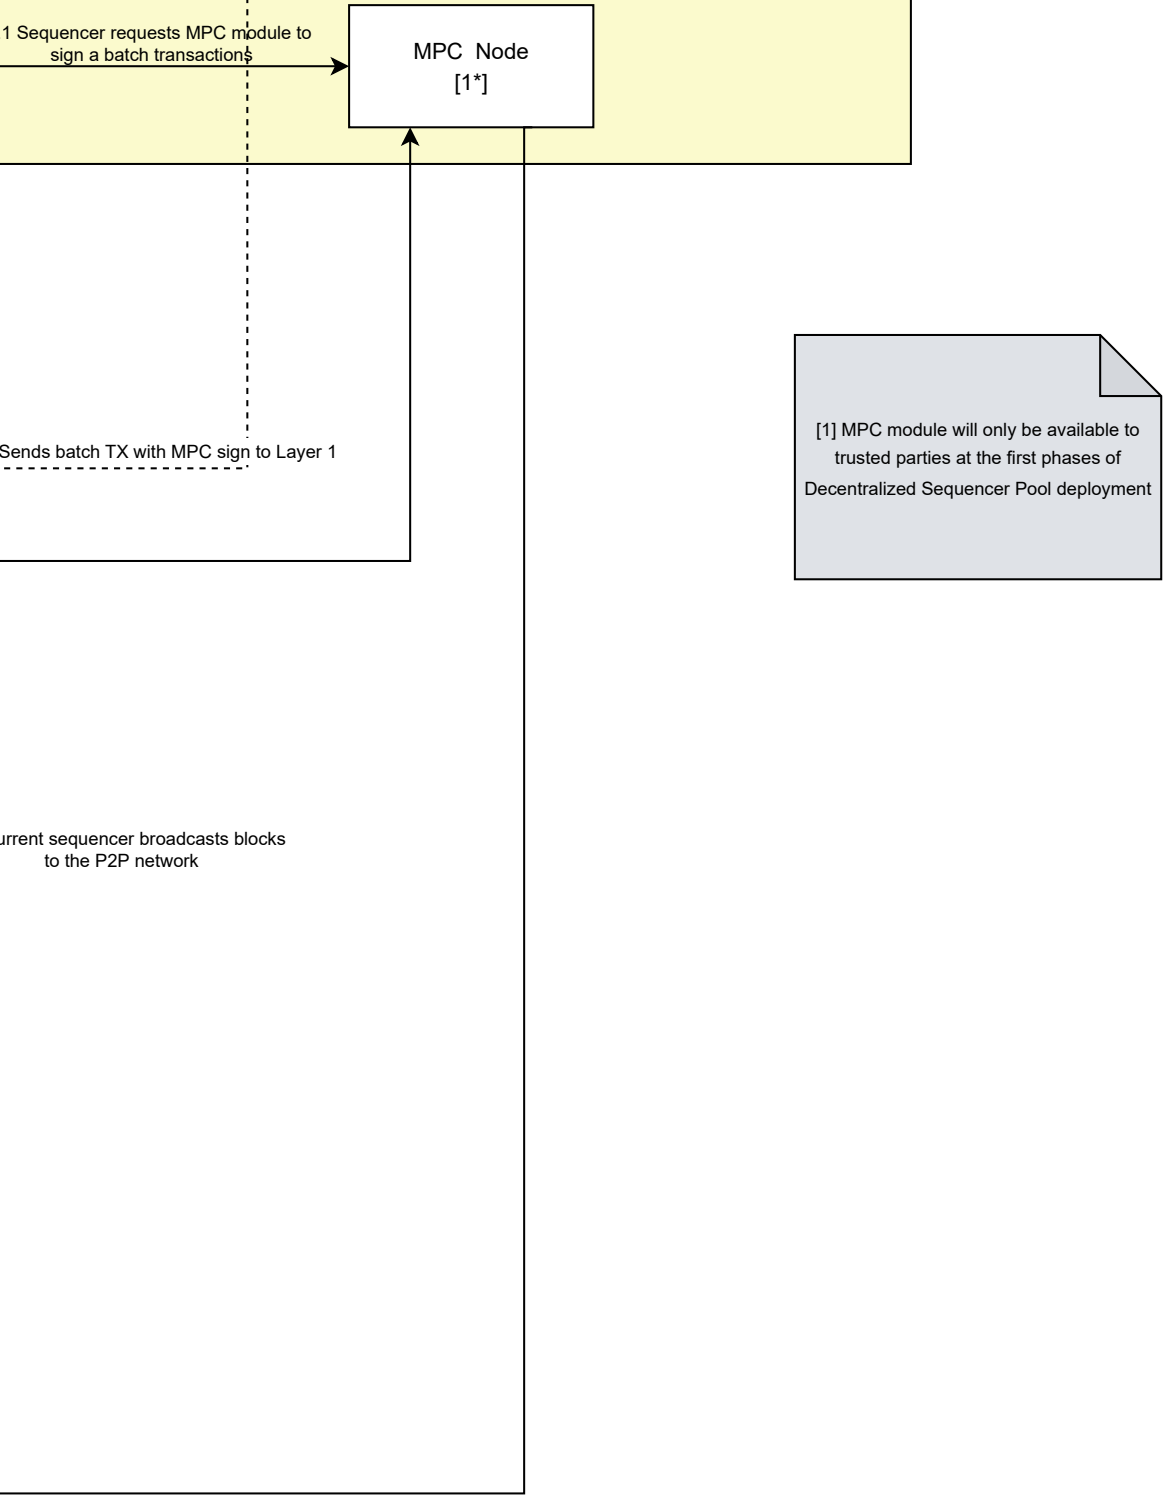 .1 Sequencer requests MPC module to
sign a batch transactions
MPC Node
[1*]
[1] MPC module will only be available to
trusted parties at the first phases of
Decentralized Sequencer Pool deployment
Sends batch TX with MPC sign to Layer 1
urrent sequencer broadcasts blocks
to the P2P network